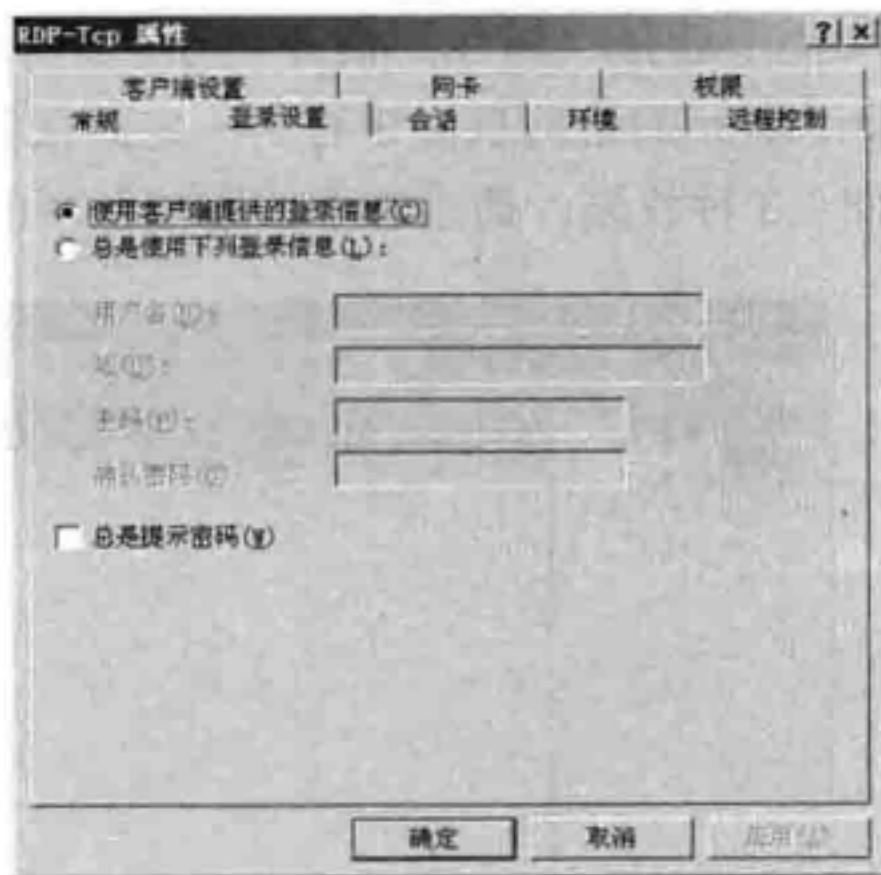 RDP-Tcp 属性
客户端设置 网卡 权限
常规 登录设置 会话 环境 远程控制
使用客户端提供的登录信息(C)
总是使用下列登录信息(L):
用户名(U):
域(D):
密码(P):
确认密码(O):
总是提示密码(W)
确定 取消 应用(A)